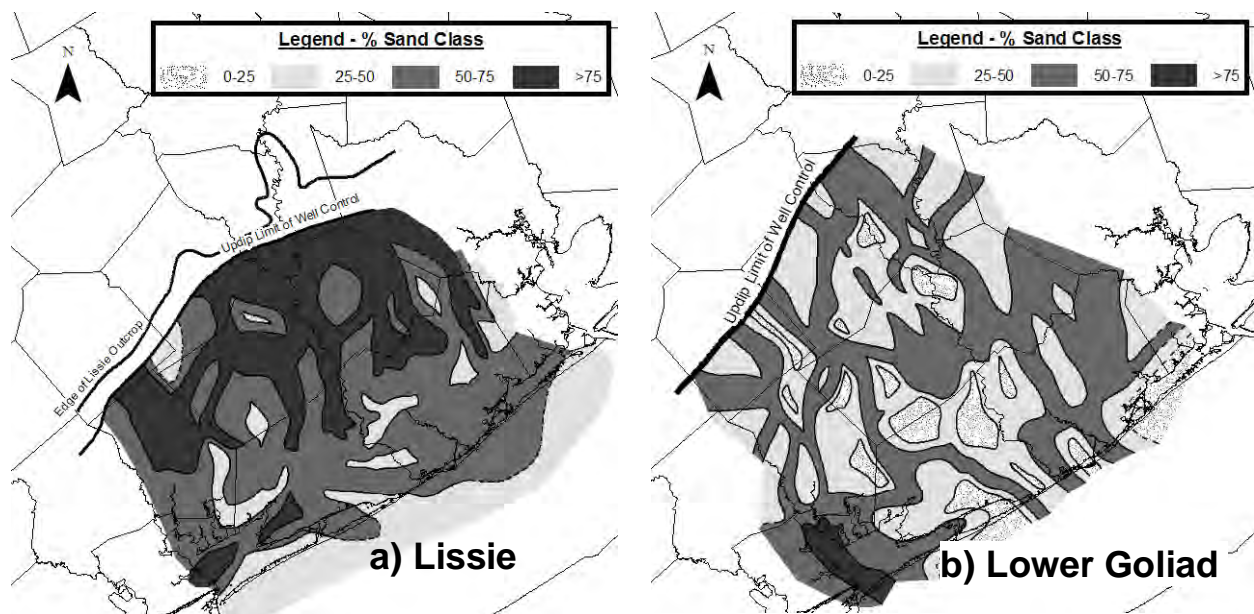 Legend - % Sand Class
0-25 25-50 50-75 >75
N
Updip Limit of Well Control
Edge of Lissie Outcrop
a) Lissie
Legend - % Sand Class
0-25 25-50 50-75 >75
N
Updip Limit of Well Control
b) Lower Goliad